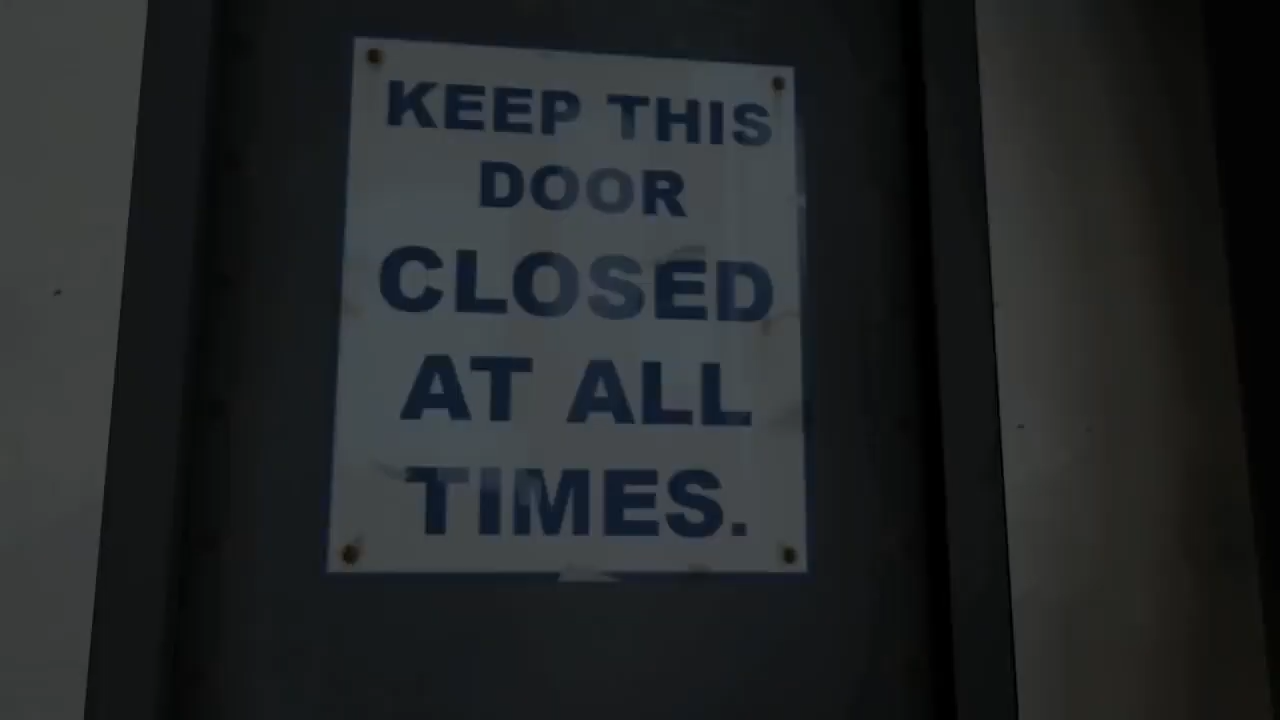 KEEP THIS
DOOR
CLOSED
AT ALL
TIMES.